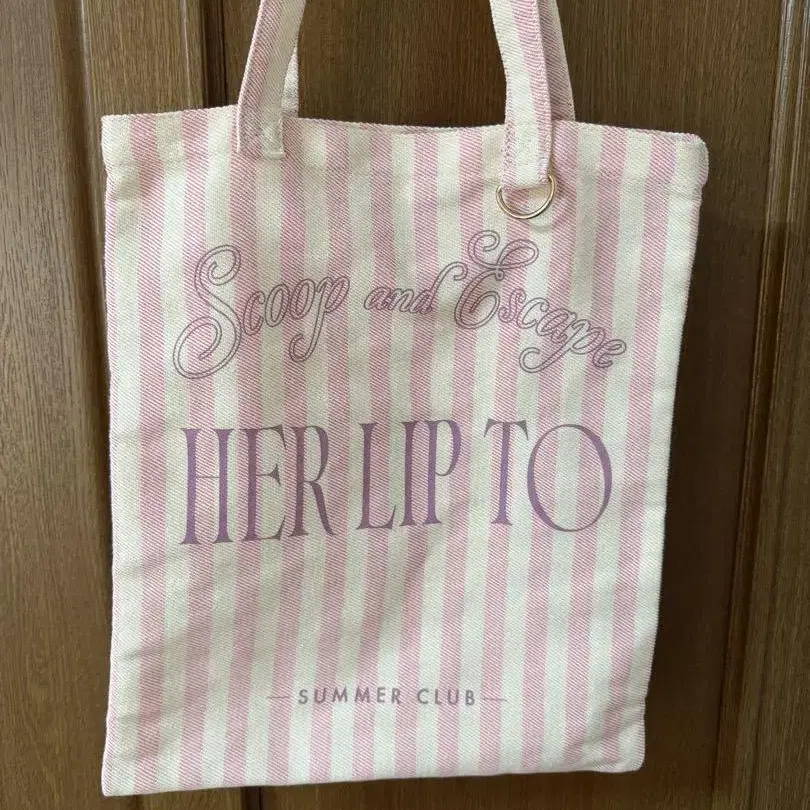 Scoop and Escape
HER LIP TO
SUMMER CLUB